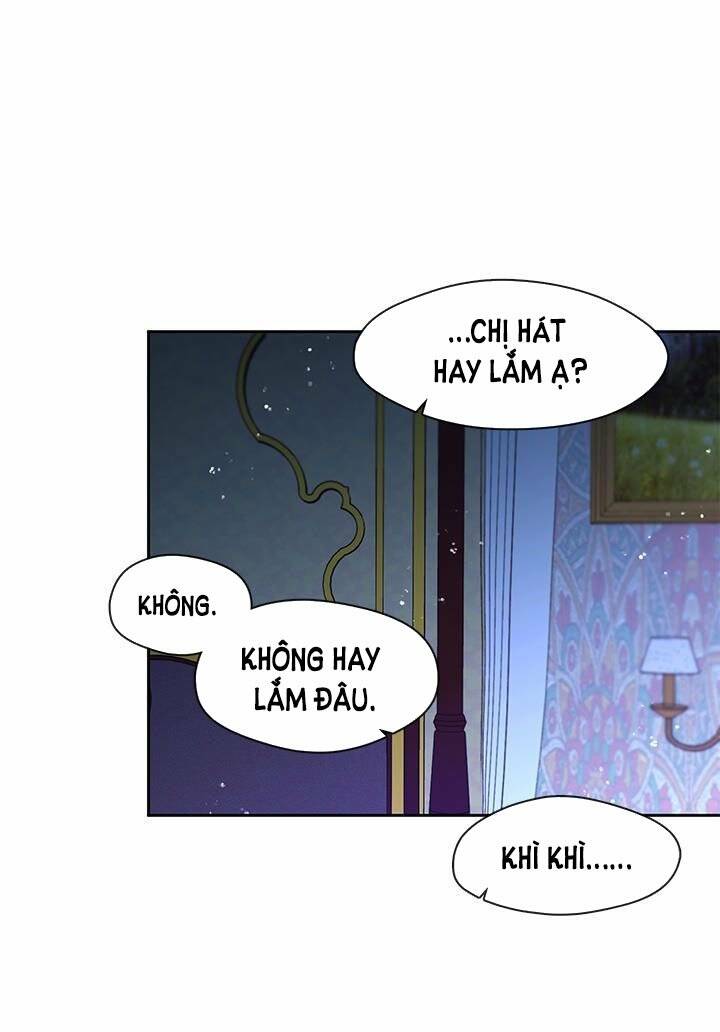 ...CHỊ HÁT
HAY LẮM Ạ?
KHÔNG.
KHÔNG HAY
LẮM ĐÂU.
KHÌ KHÌ......